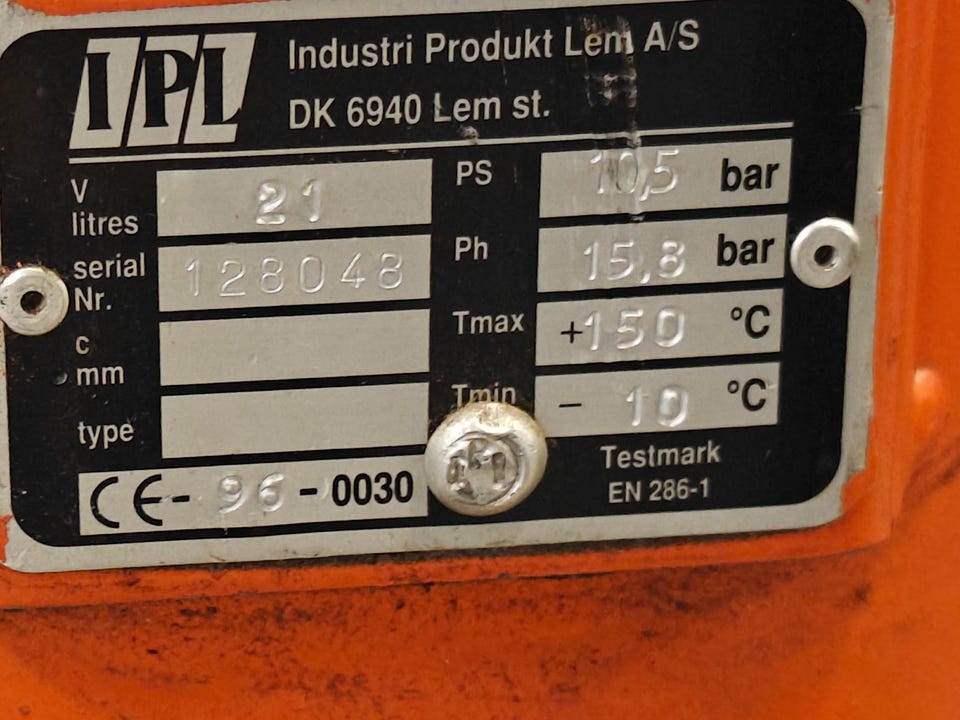 IPL
Industri Produkt Lem A/S
DK 6940 Lem st.
V litres 21
serial Nr. 128048
c mm
type
CE - 96 - 0030
PS 10,5 bar
Ph 15,8 bar
Tmax +150 °C
Tmin - 10 °C
Testmark
EN 286-1